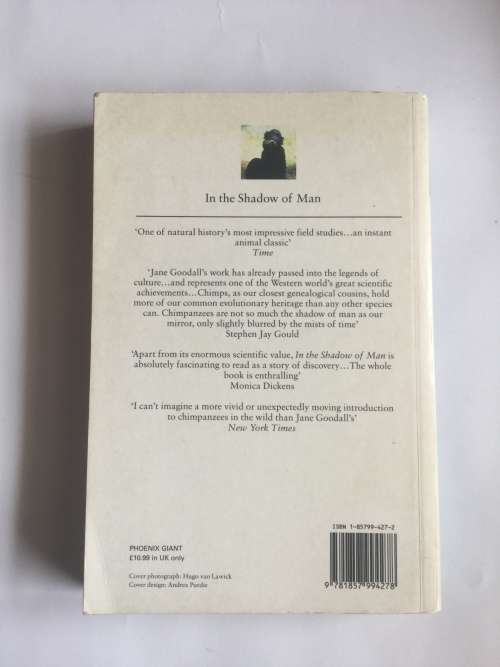 In the Shadow of Man
‘One of natural history's most impressive field studies…an instant
animal classic’
Time
‘Jane Goodall's work has already passed into the legends of
culture…and represents one of the Western world's great scientific
achievements…Chimps, as our closest genealogical cousins, hold
more of our common evolutionary heritage than any other species
can. Chimpanzees are not so much the shadow of man as our
mirror, only slightly blurred by the mists of time’
Stephen Jay Gould
‘Apart from its enormous scientific value, In the Shadow of Man is
absolutely fascinating to read as a story of discovery…The whole
book is enthralling’
Monica Dickens
‘I can't imagine a more vivid or unexpectedly moving introduction
to chimpanzees in the wild than Jane Goodall's’
New York Times
ISBN 1-85799-427-2
PHOENIX GIANT
£10.99 in UK only
Cover photograph: Hugo van Lawick
Cover design: Andrea Purdie
9 781857 994278